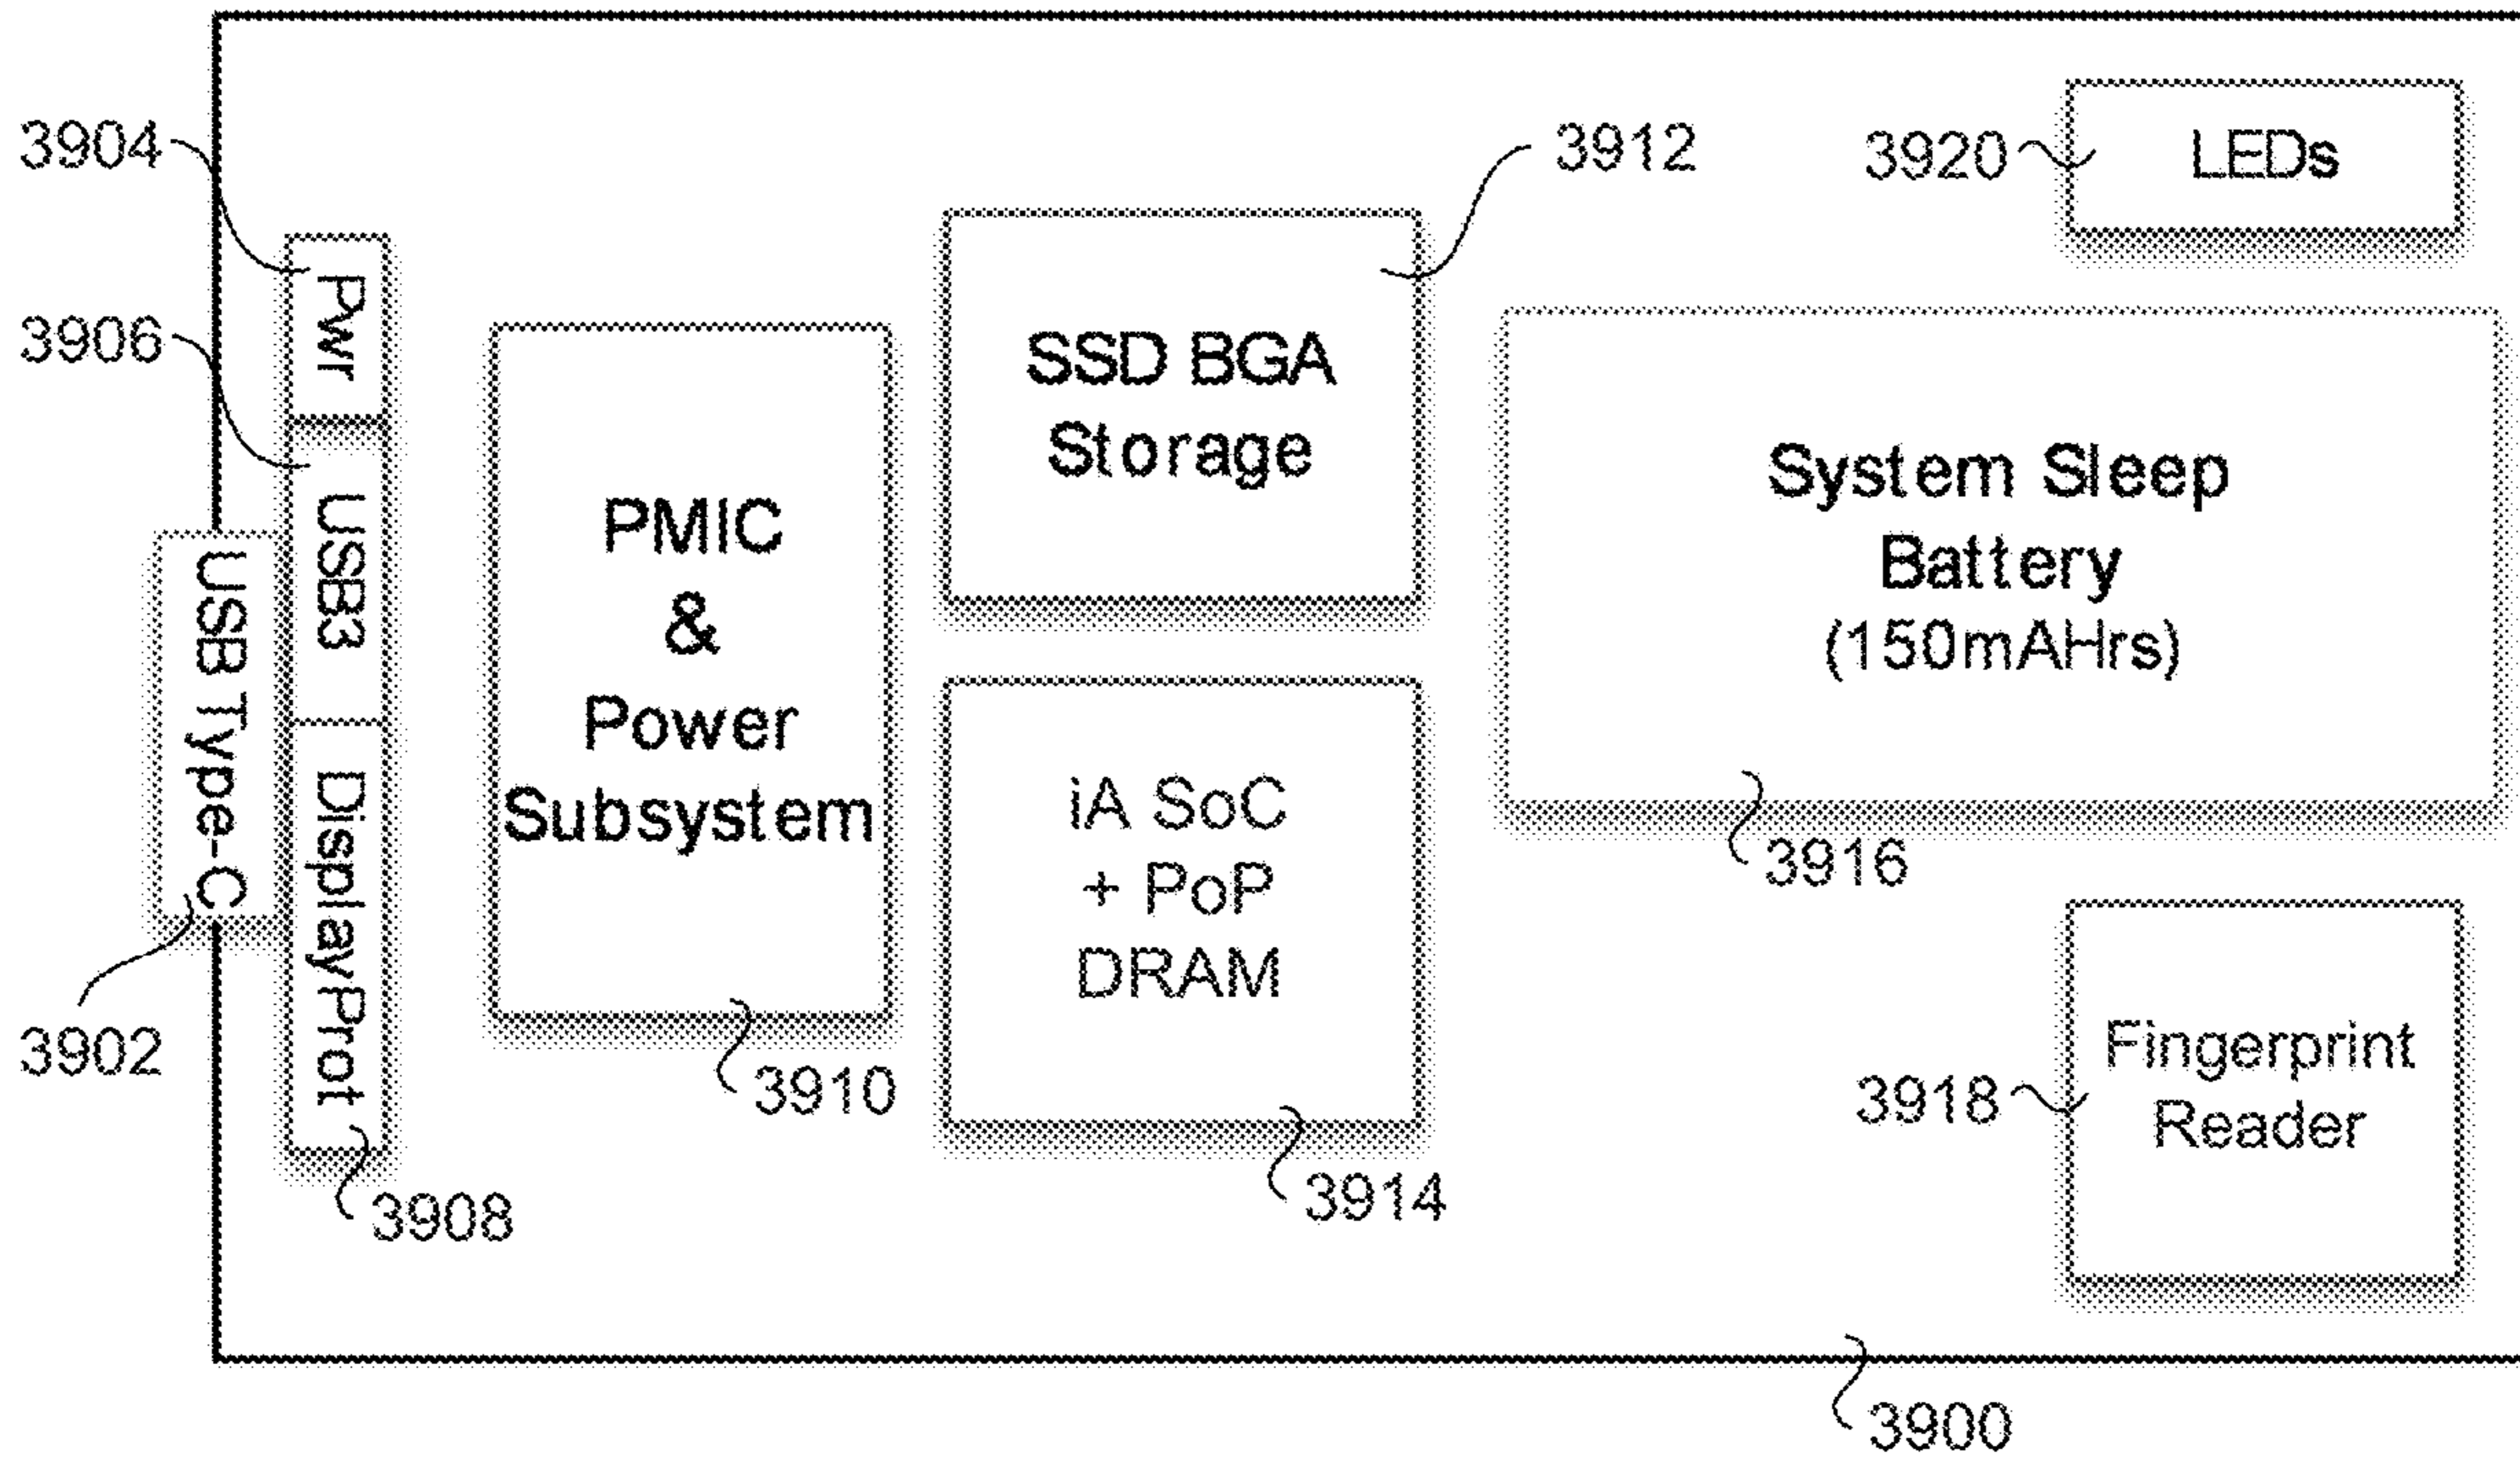 3904
3906
3902
USB Type-C
Pwr
USB3
DisplayProt
3908
PMIC
&
Power
Subsystem
3910
3912
SSD BGA
Storage
iA SoC
+ PoP
DRAM
3914
3920
LEDs
System Sleep
Battery
(150mAHrs)
3916
3918
Fingerprint
Reader
3900